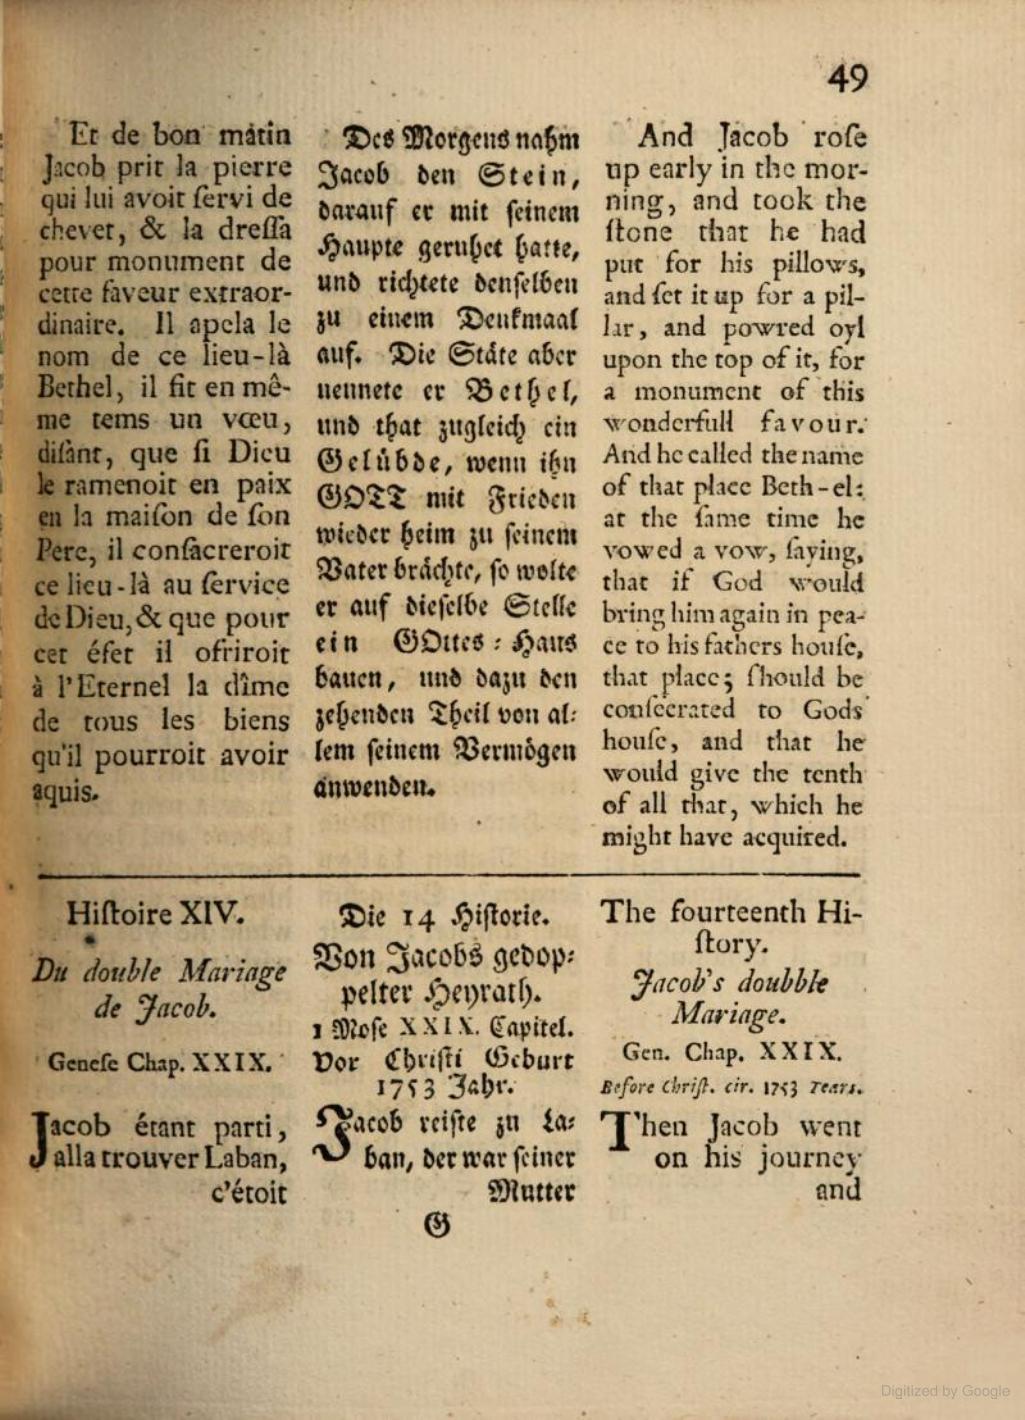 49
Et de bon mâtin
Jacob prit la pierre
qui lui avoit ſervi de
chevet, & la dreſſa
pour monument de
cette faveur extraor-
dinaire. Il apela le
nom de ce lieu-là
Bethel, il fit en mê-
me tems un vœu,
diſant, que ſi Dieu
le ramenoit en paix
en la maiſon de ſon
Pere, il conſacreroit
ce lieu-là au ſervice
de Dieu, & que pour
cet éfet il ofriroit
à l'Eternel la dîme
de tous les biens
qu'il pourroit avoir
aquis.
Des Morgens nahm
Jacob den Stein,
darauf er mit ſeinem
Haupte geruhet hatte,
und richtete denſelben
zu einem Denkmaal
auf. Die Stäte aber
nennete er Bethel,
und that zugleich ein
Gelübde, wenn ihn
GOTT mit Frieden
wieder heim zu ſeinem
Vater brächte, ſo wolte
er auf dieſelbe Stelle
ein GOttes⸗Haus
bauen, und dazu den
zehenden Theil von al⸗
lem ſeinem Vermögen
anwenden.
And Jacob roſe
up early in the mor-
ning, and took the
ſtone that he had
put for his pillows,
and ſet it up for a pil-
lar, and powred oyl
upon the top of it, for
a monument of this
wonderfull favour.
And he called the name
of that place Beth-el:
at the ſame time he
vowed a vow, ſaying,
that if God would
bring him again in pea-
ce to his fathers houſe,
that place; ſhould be
conſecrated to Gods
houſe, and that he
would give the tenth
of all that, which he
might have acquired.
Hiſtoire XIV.
Du double Mariage
de Jacob.
Geneſe Chap. XXIX.
Jacob étant parti,
alla trouver Laban,
c'étoit
Die 14 Hiſtorie.
Von Jacobs gedop⸗
pelter Heyrath.
1 Moſe XXIX. Capitel.
Vor Chriſti Geburt
1753 Jahr.
Jacob reiſte zu La⸗
ban, der war ſeiner
Mutter
G
The fourteenth Hi-
ſtory.
Jacob's doubble
Mariage.
Gen. Chap. XXIX.
Before Chriſt. cir. 1753 Years.
Then Jacob went
on his journey
and
Digitized by Google